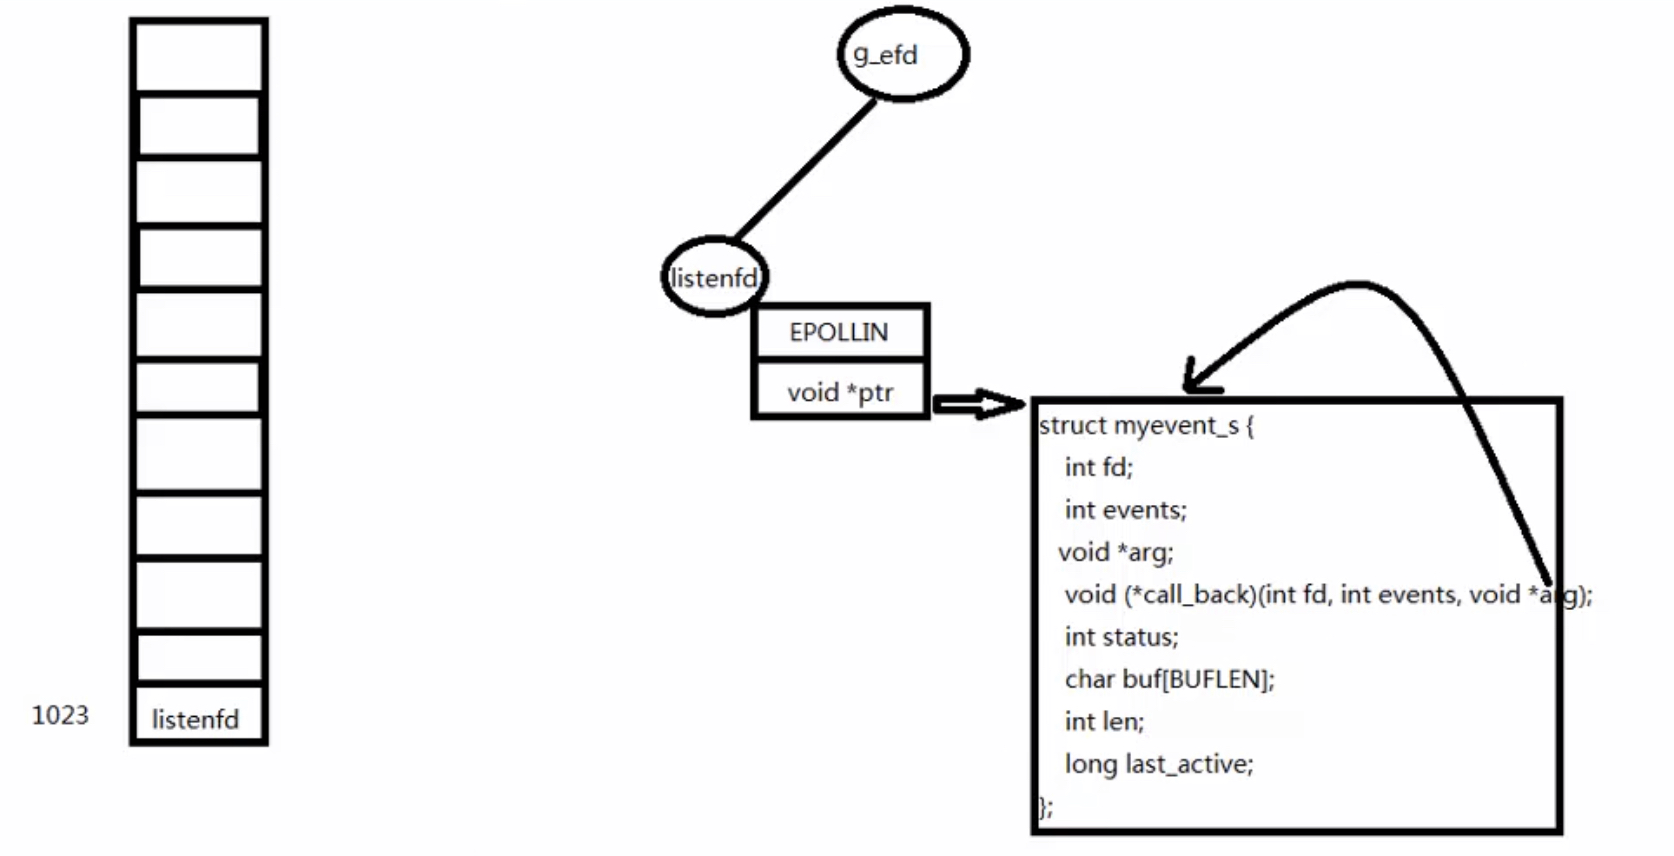 g_efd
listenfd
EPOLLIN
void *ptr
struct myevent_s {
int fd;
int events;
void *arg;
void (*call_back)(int fd, int events, void *arg);
int status;
char buf[BUFLEN];
int len;
long last_active;
};
1023
listenfd